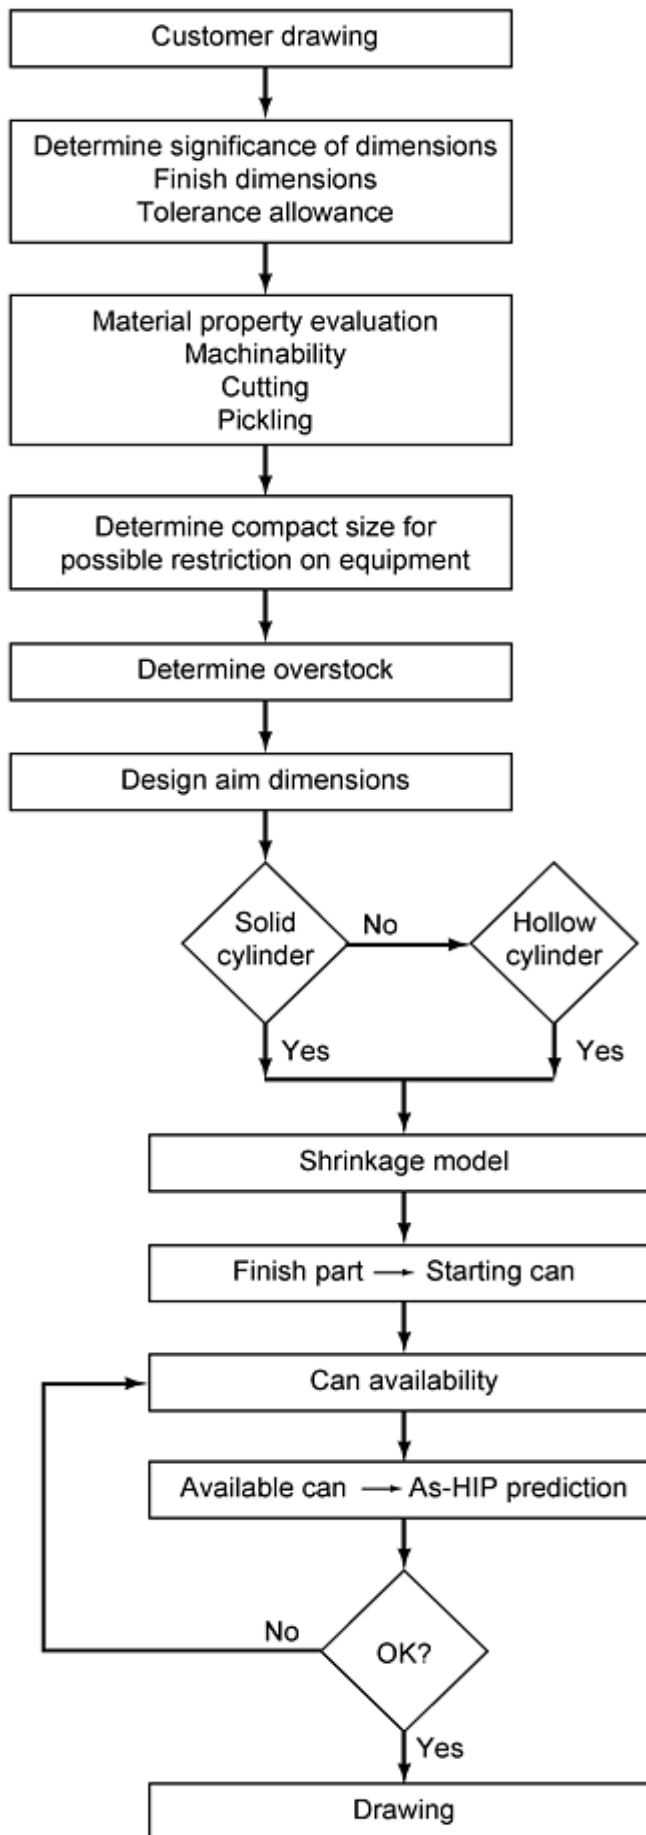 Customer drawing
Determine significance of dimensions
Finish dimensions
Tolerance allowance
Material property evaluation
Machinability
Cutting
Pickling
Determine compact size for
possible restriction on equipment
Determine overstock
Design aim dimensions
Solid
cylinder
No
Hollow
cylinder
Yes
Yes
Shrinkage model
Finish part → Starting can
Can availability
Available can → As-HIP prediction
No
OK?
Yes
Drawing